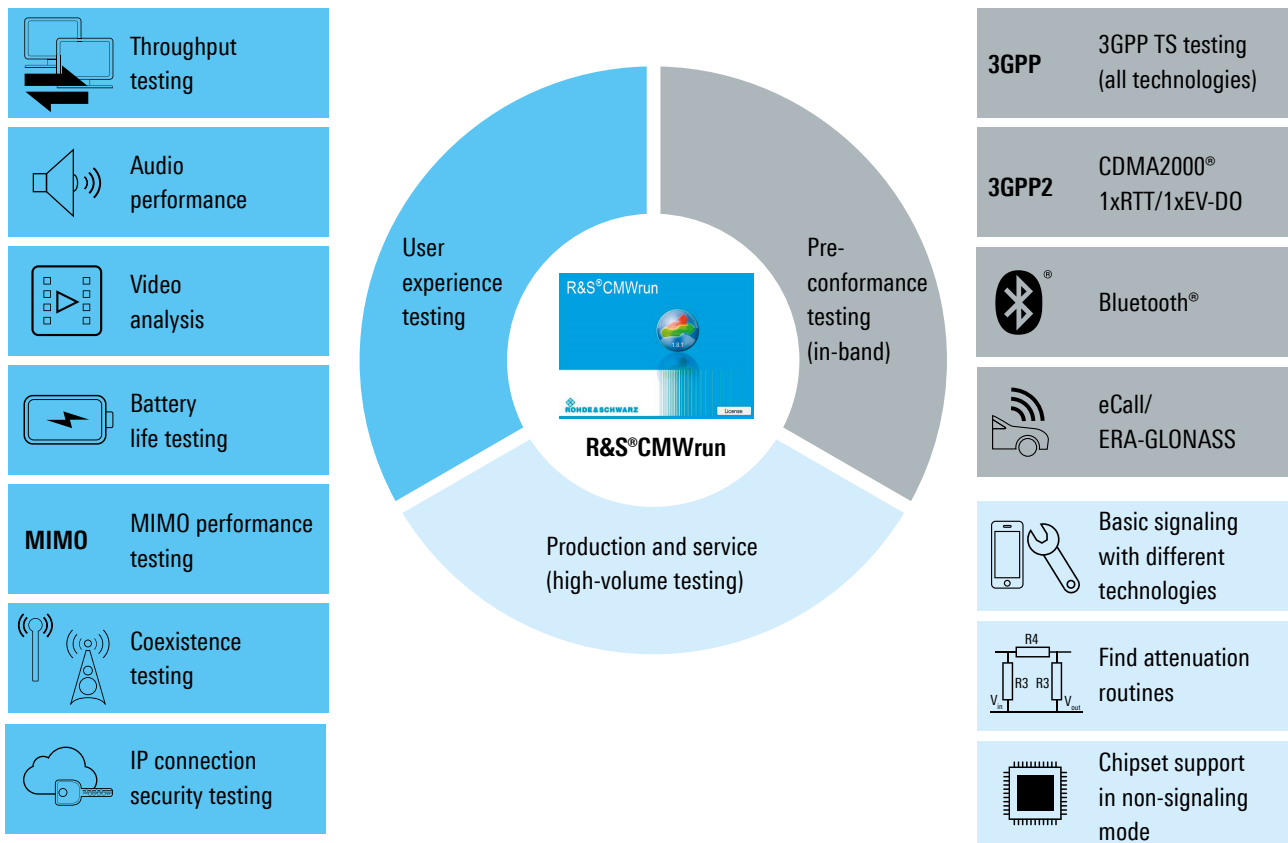 Throughput
testing
Audio
performance
Video
analysis
Battery
life testing
MIMO
MIMO performance
testing
Coexistence
testing
IP connection
security testing
User
experience
testing
Pre-
conformance
testing
(in-band)
Production and service
(high-volume testing)
R&S®CMWrun
1.8.1
ROHDE & SCHWARZ
License
R&S®CMWrun
3GPP
3GPP TS testing
(all technologies)
3GPP2
CDMA2000®
1xRTT/1xEV-DO
®
Bluetooth®
eCall/
ERA-GLONASS
Basic signaling
with different
technologies
R4
R3 R3
Vin
Vout
Find attenuation
routines
Chipset support
in non-signaling
mode